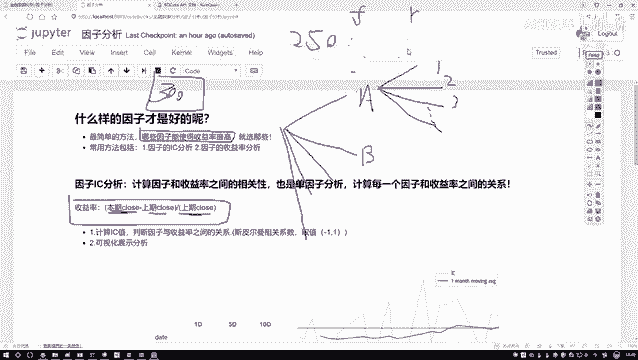 jupyter 因子分析 Last Checkpoint: an hour ago (autosaved)
File Edit View Insert Cell Kernel Widgets Help
Trusted
Code
250 f r
300
什么样的因子才是好的呢?
最简单的方法，哪些因子能使得收益率最高，就选哪些!
常用方法包括：1.因子的IC分析 2.因子的收益率分析
A 1 2 3
B
因子IC分析：计算因子和收益率之间的相关性，也是单因子分析，计算每一个因子和收益率之间的关系!
收益率：(本期close-上期close)/(上期close)
1.计算IC值，判断因子与收益率之间的关系.(斯皮尔曼相关系数，取值（-1,1))
2.可视化展示分析
IC
1 month moving avg
1D 5D 10D
date